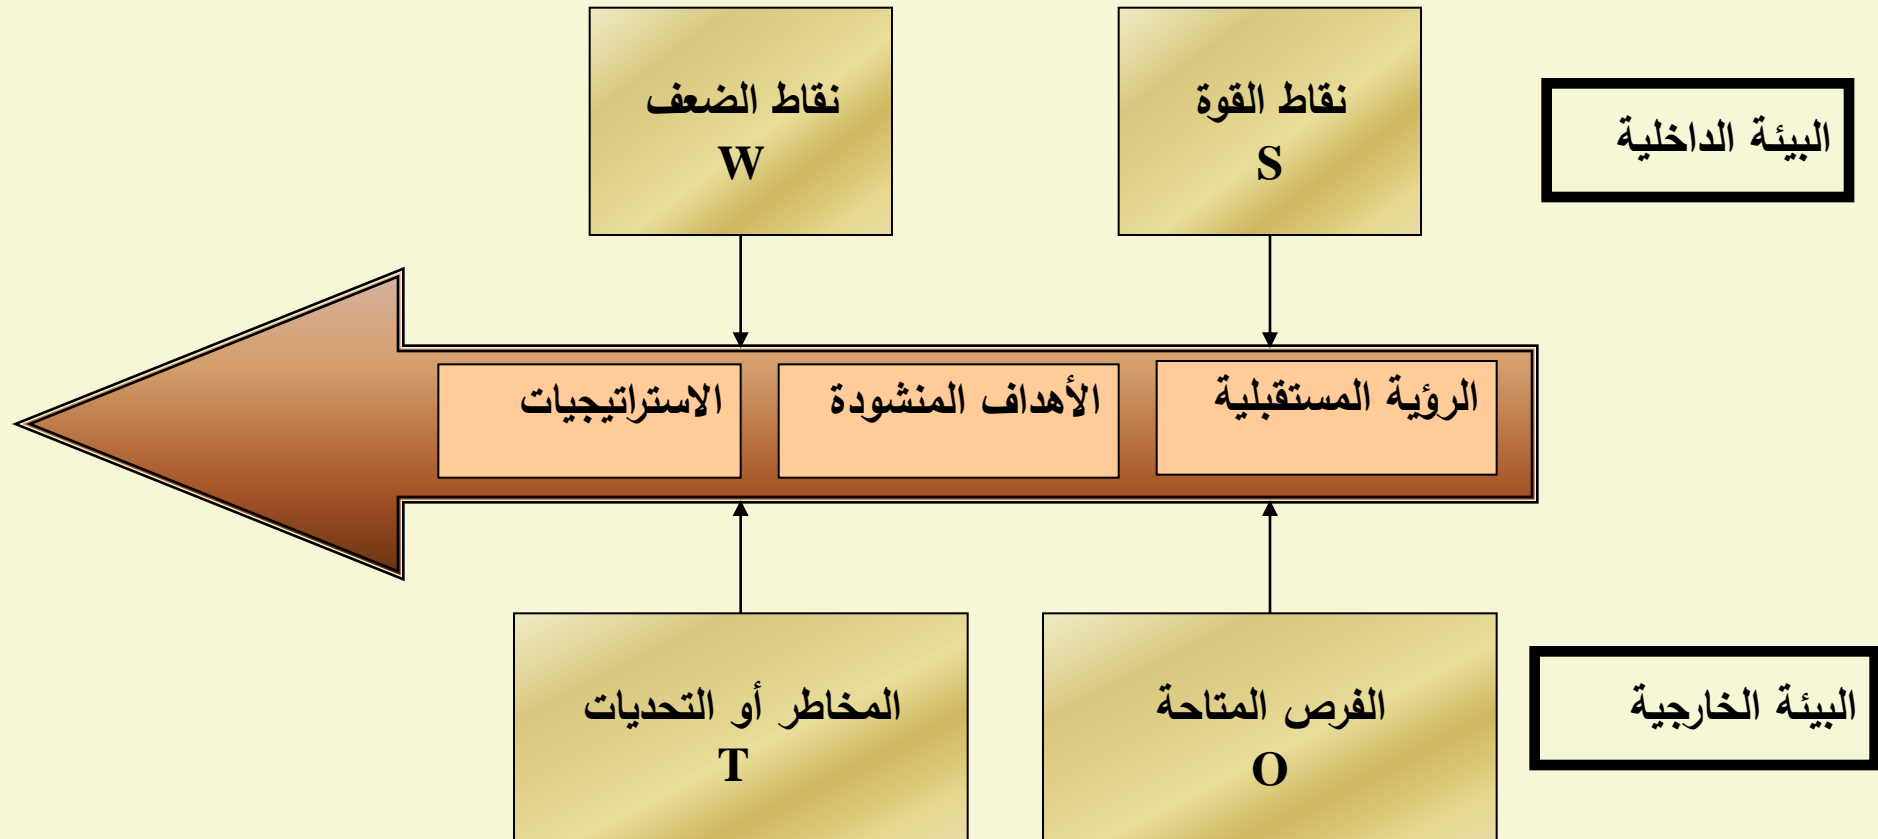 البيئة الداخلية
نقاط القوة
S
نقاط الضعف
W
الرؤية المستقبلية
الأهداف المنشودة
الاستراتيجيات
البيئة الخارجية
الفرص المتاحة
O
المخاطر أو التحديات
T